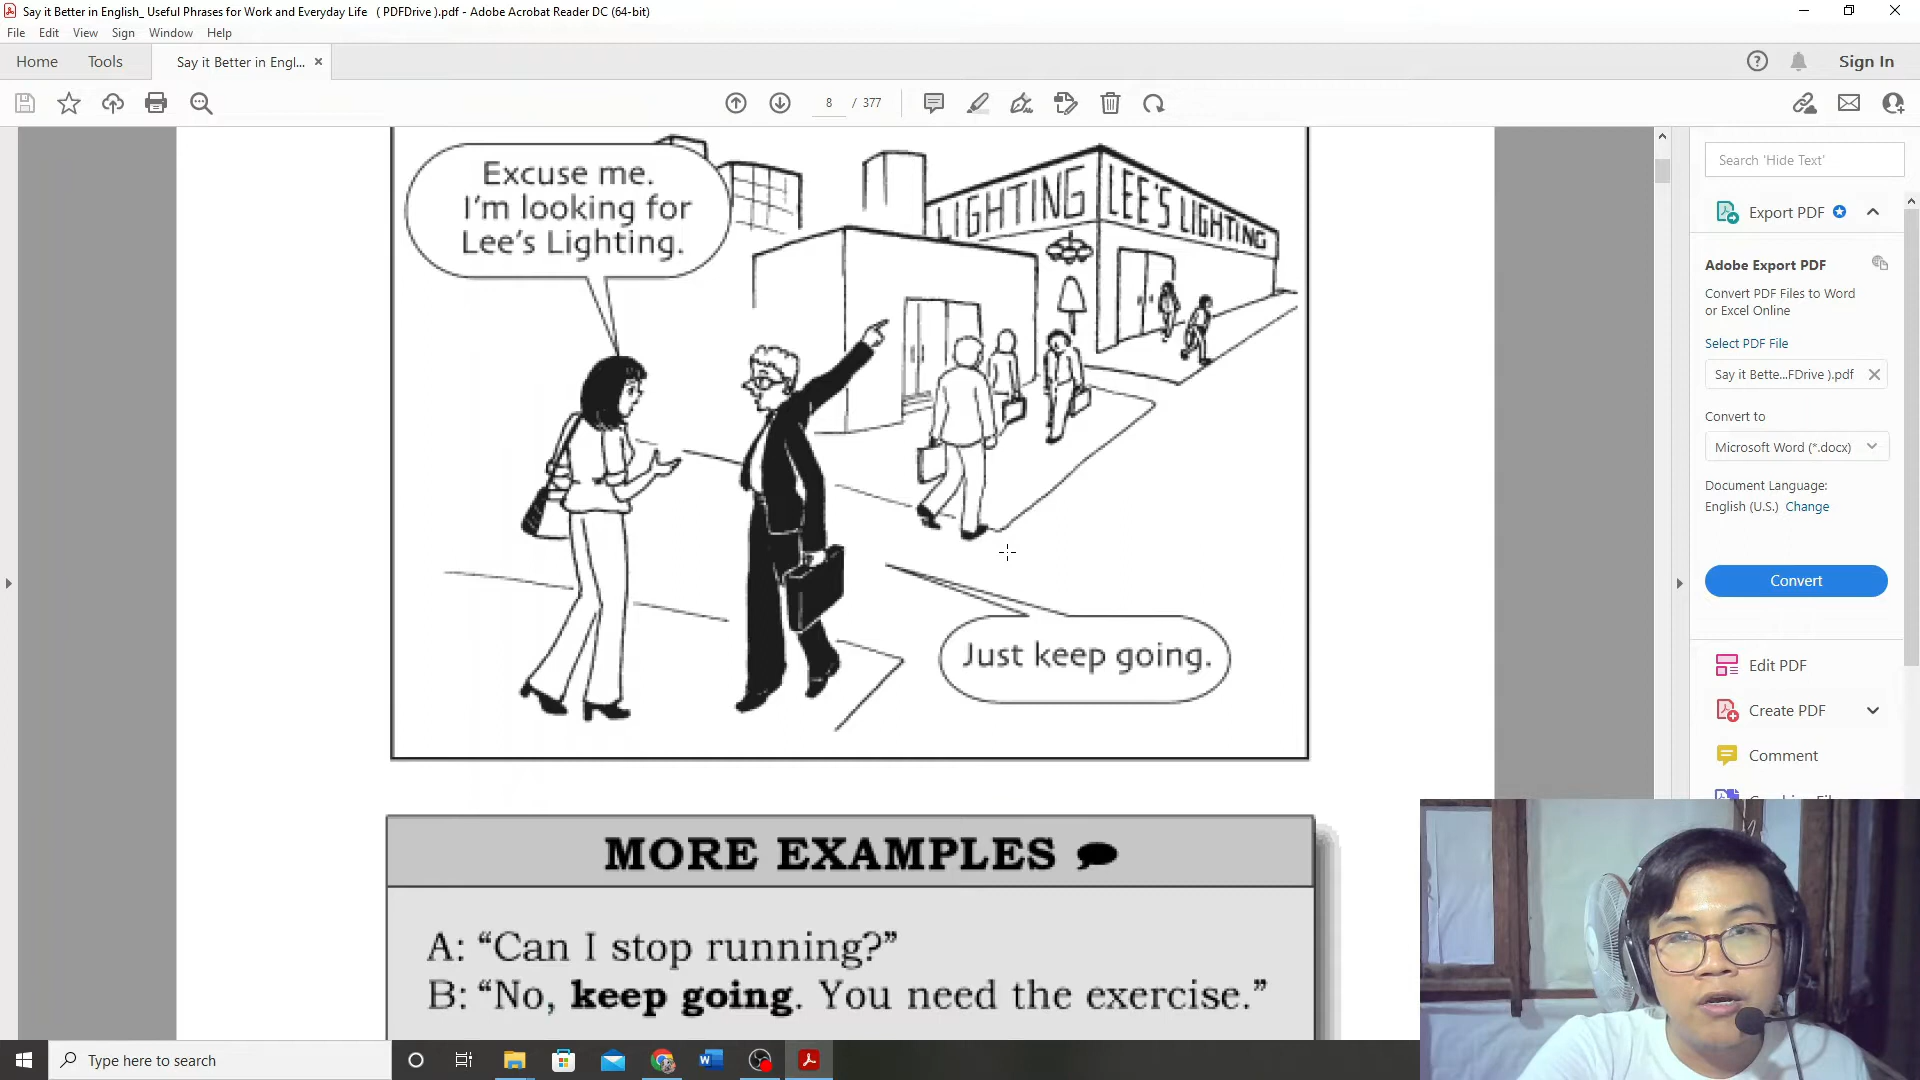 Say it Better in English_ Useful Phrases for Work and Everyday Life ( PDFDrive ).pdf - Adobe Acrobat Reader DC (64-bit)
File Edit View Sign Window Help
Home Tools Say it Better in Engl... Sign In
8 / 377
Excuse me.
I'm looking for
Lee's Lighting.
LIGHTING LEE'S LIGHTING
Just keep going.
MORE EXAMPLES
A: “Can I stop running?”
B: “No, keep going. You need the exercise.”
Search 'Hide Text'
Export PDF
Adobe Export PDF
Convert PDF Files to Word
or Excel Online
Select PDF File
Say it Bette...FDrive ).pdf
Convert to
Microsoft Word (*.docx)
Document Language:
English (U.S.) Change
Convert
Edit PDF
Create PDF
Comment
Type here to search